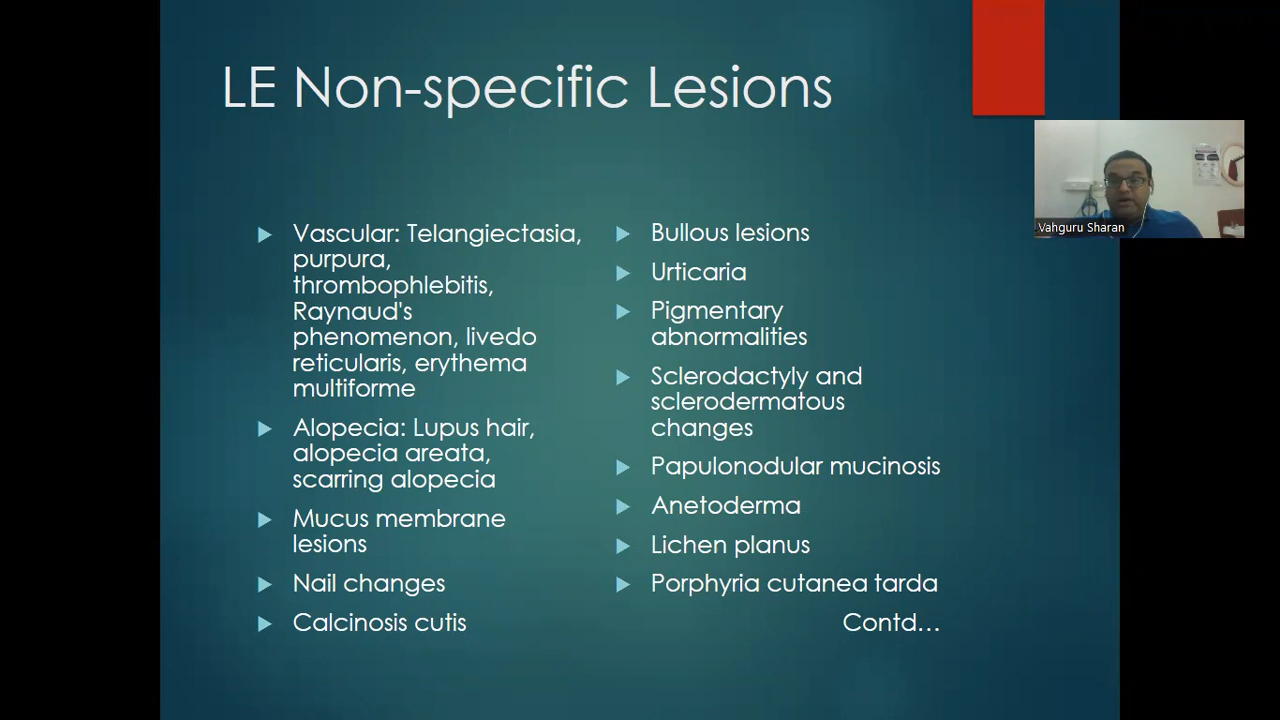 LE Non-specific Lesions
Vascular: Telangiectasia,
purpura,
thrombophlebitis,
Raynaud's
phenomenon, livedo
reticularis, erythema
multiforme
Alopecia: Lupus hair,
alopecia areata,
scarring alopecia
Mucus membrane
lesions
Nail changes
Calcinosis cutis
Bullous lesions
Urticaria
Pigmentary
abnormalities
Sclerodactyly and
sclerodermatous
changes
Papulonodular mucinosis
Anetoderma
Lichen planus
Porphyria cutanea tarda
Contd...
Vahguru Sharan